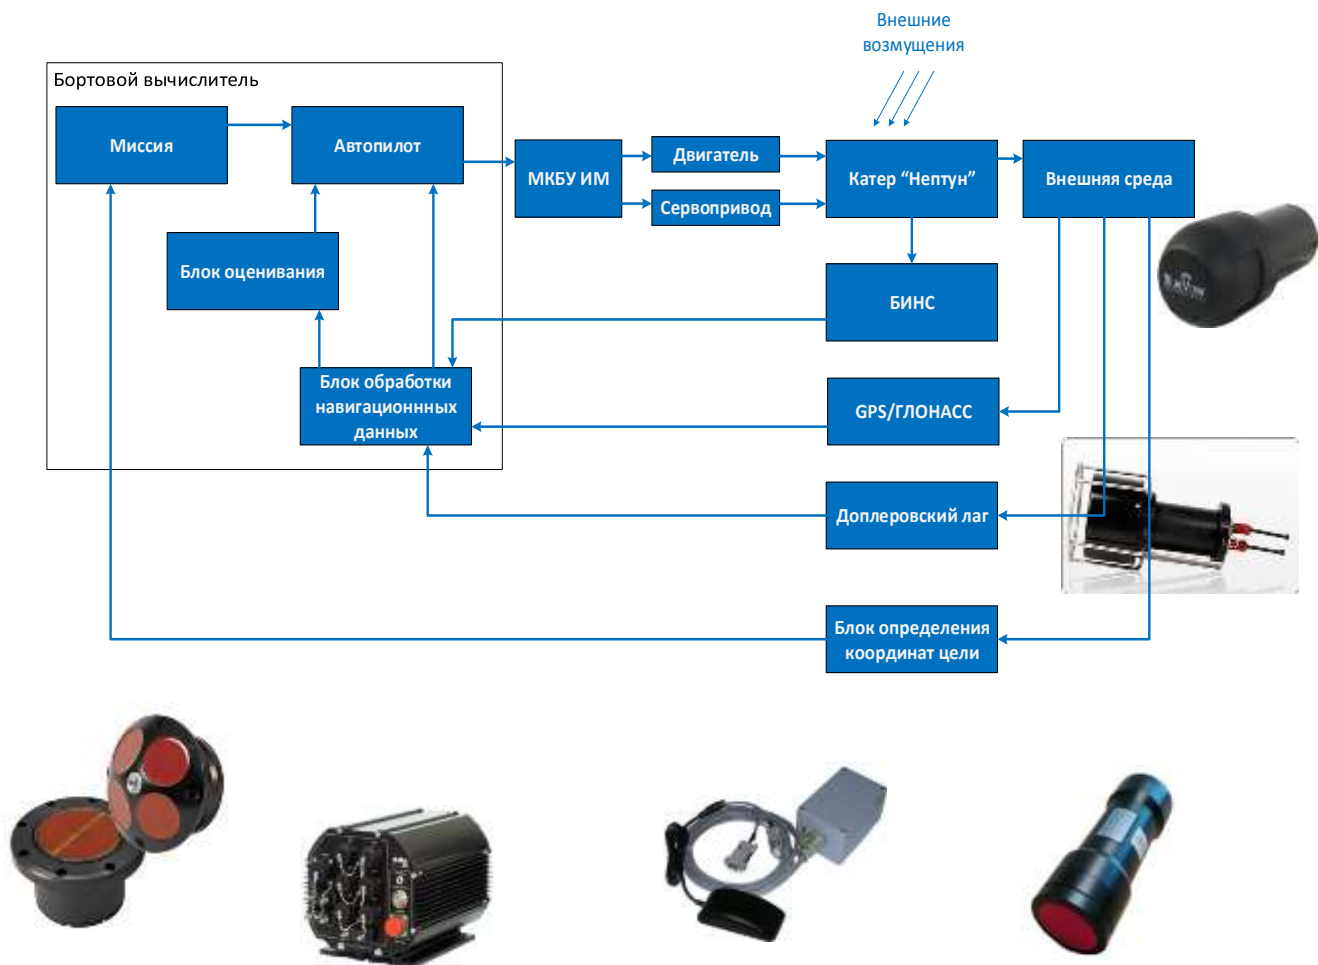 Внешние
возмущения
Бортовой вычислитель
Миссия
Автопилот
МКБУ ИМ
Двигатель
Сервопривод
Катер “Нептун”
Внешняя среда
Блок оценивания
БИНС
Блок обработки
навигационнных
данных
GPS/ГЛОНАСС
Доплеровский лаг
Блок определения
координат цели